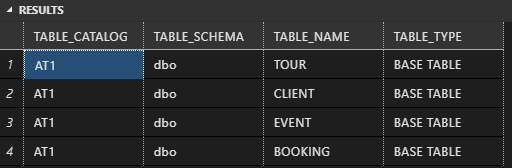 RESULTS
TABLE_CATALOG TABLE_SCHEMA TABLE_NAME TABLE_TYPE
1 AT1 dbo TOUR BASE TABLE
2 AT1 dbo CLIENT BASE TABLE
3 AT1 dbo EVENT BASE TABLE
4 AT1 dbo BOOKING BASE TABLE